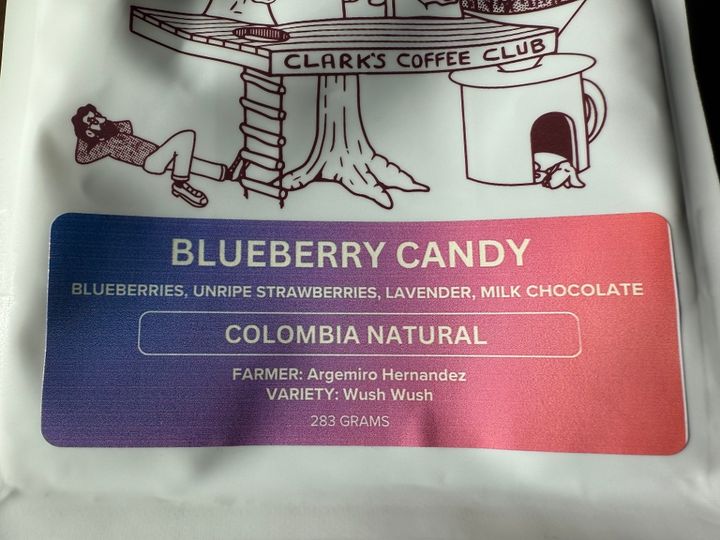 CLARK'S COFFEE CLUB
BLUEBERRY CANDY
BLUEBERRIES, UNRIPE STRAWBERRIES, LAVENDER, MILK CHOCOLATE
COLOMBIA NATURAL
FARMER: Argemiro Hernandez
VARIETY: Wush Wush
283 GRAMS